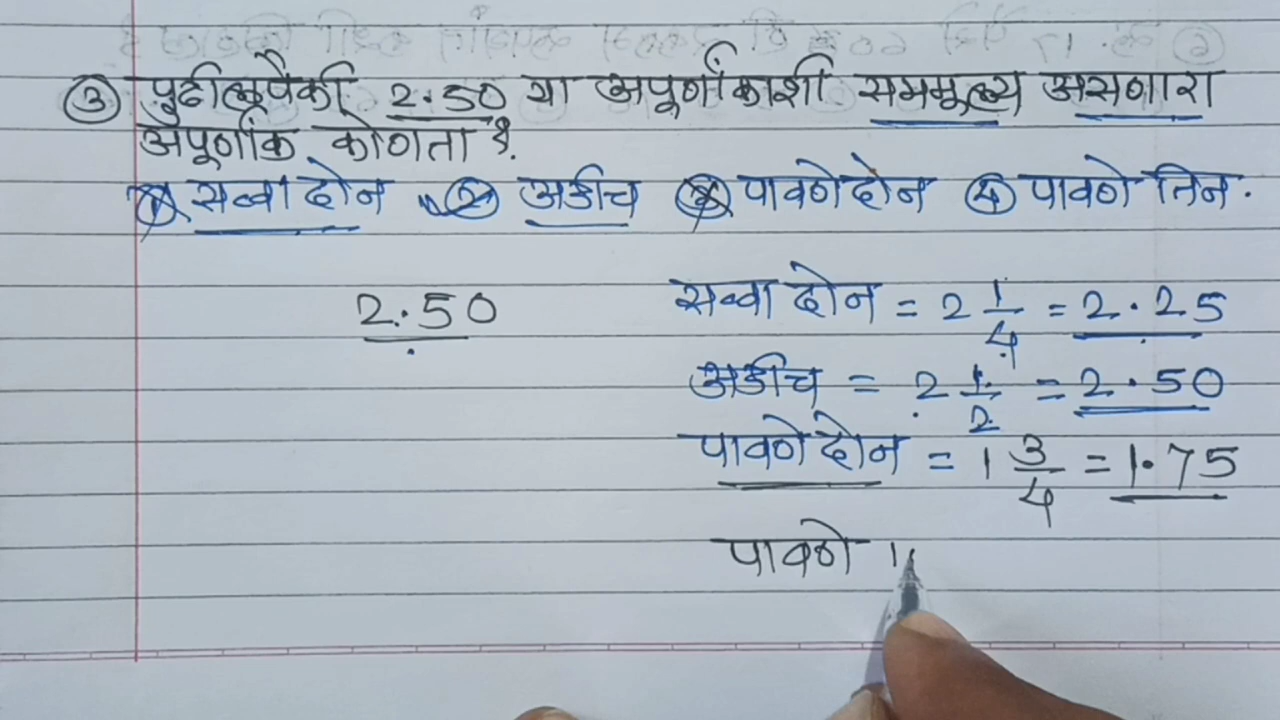 ③ पुढीलपैकी 2.50 या अपूर्णांकाशी सममूल्य असणारा
अपूर्णांक कोणता ?
① सव्वा दोन ② अडीच ③ पावणे दोन ④ पावणे तिन.
2.50
सव्वा दोन = 2 1/4 = 2.25
अडीच = 2 1/2 = 2.50
पावणे दोन = 1 3/4 = 1.75
पावणे